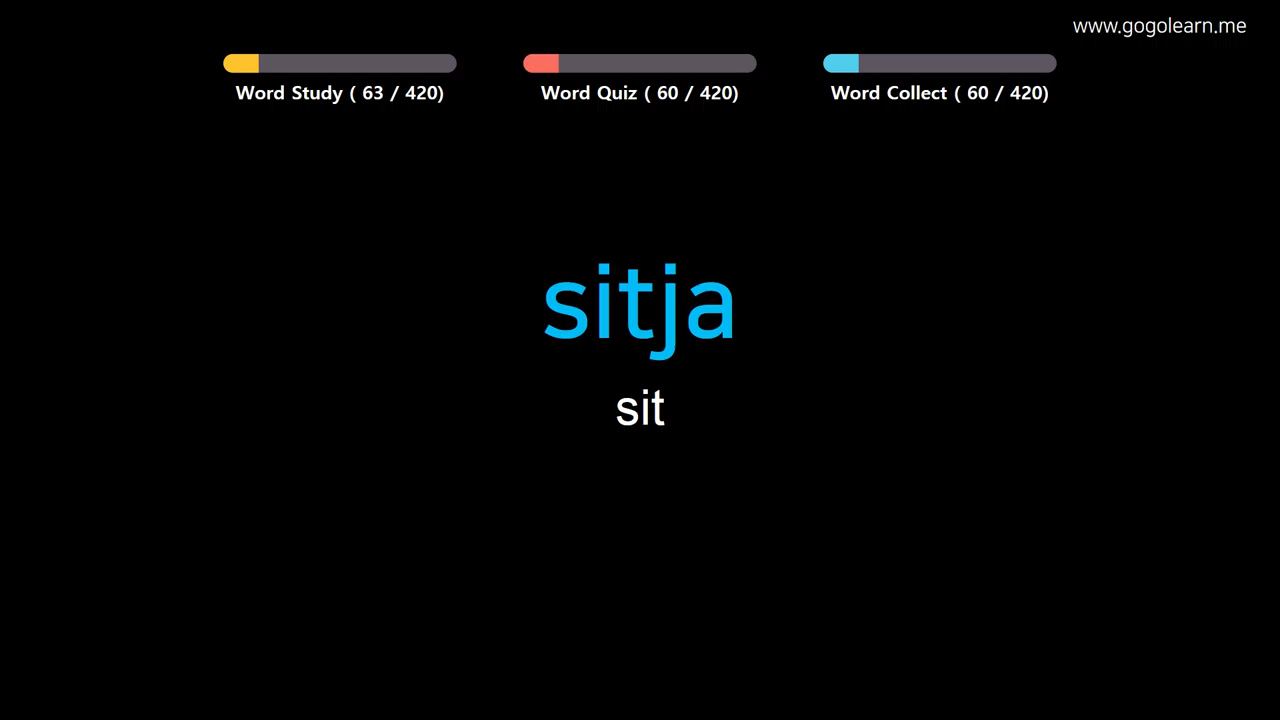 www.gogolearn.me
Word Study ( 63 / 420)
Word Quiz ( 60 / 420)
Word Collect ( 60 / 420)
sitja
sit